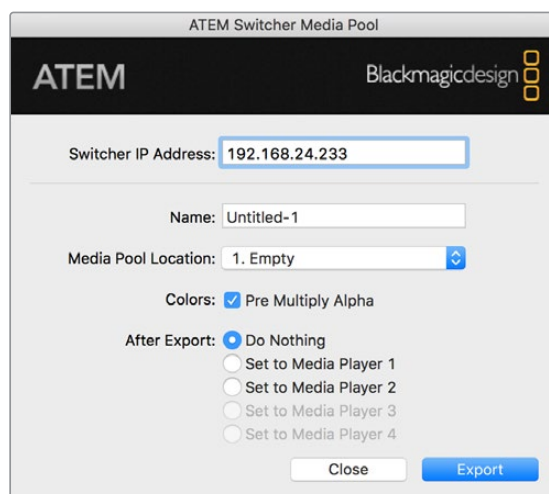 ATEM Switcher Media Pool
ATEM
Blackmagicdesign
Switcher IP Address: 192.168.24.233
Name: Untitled-1
Media Pool Location: 1. Empty
Colors: Pre Multiply Alpha
After Export: Do Nothing
Set to Media Player 1
Set to Media Player 2
Set to Media Player 3
Set to Media Player 4
Close Export